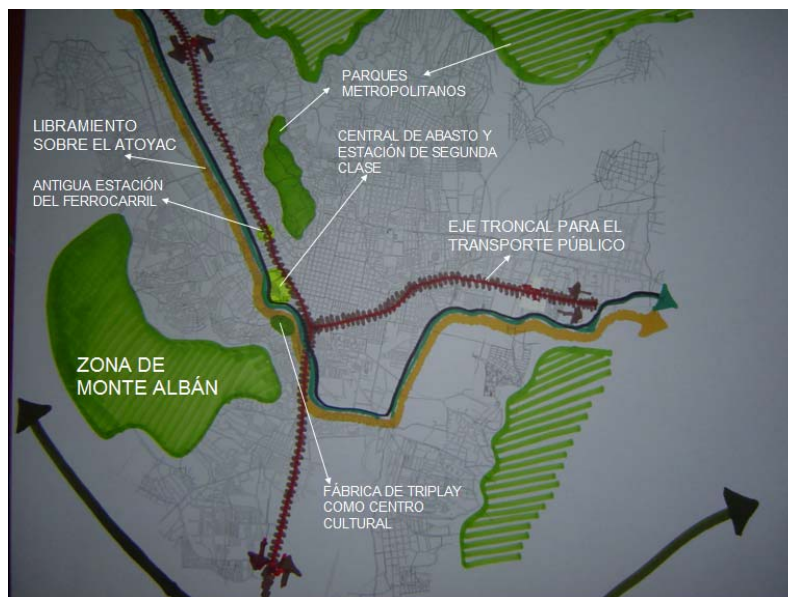 PARQUES
METROPOLITANOS
LIBRAMIENTO
SOBRE EL ATOYAC
CENTRAL DE ABASTO Y
ESTACIÓN DE SEGUNDA
CLASE
ANTIGUA ESTACIÓN
DEL FERROCARRIL
EJE TRONCAL PARA EL
TRANSPORTE PÚBLICO
ZONA DE
MONTE ALBÁN
FÁBRICA DE TRIPLAY
COMO CENTRO
CULTURAL